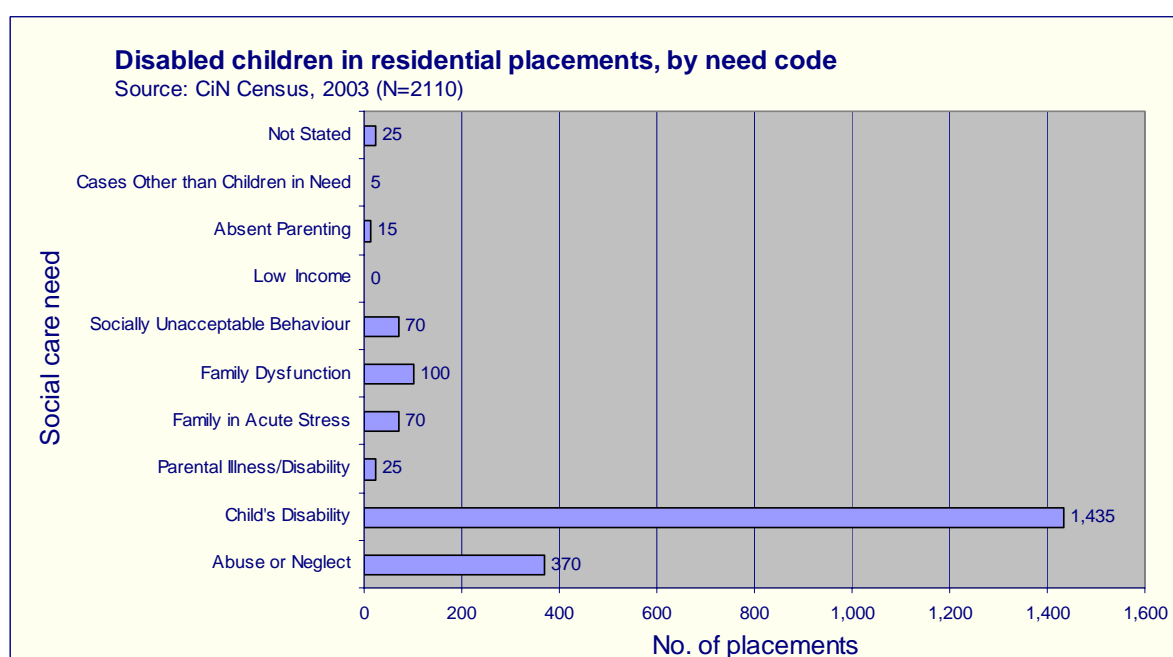 Disabled children in residential placements, by need code
Source: CiN Census, 2003 (N=2110)
Social care need
Not Stated 25
Cases Other than Children in Need 5
Absent Parenting 15
Low Income 0
Socially Unacceptable Behaviour 70
Family Dysfunction 100
Family in Acute Stress 70
Parental Illness/Disability 25
Child's Disability 1,435
Abuse or Neglect 370
0 200 400 600 800 1,000 1,200 1,400 1,600
No. of placements